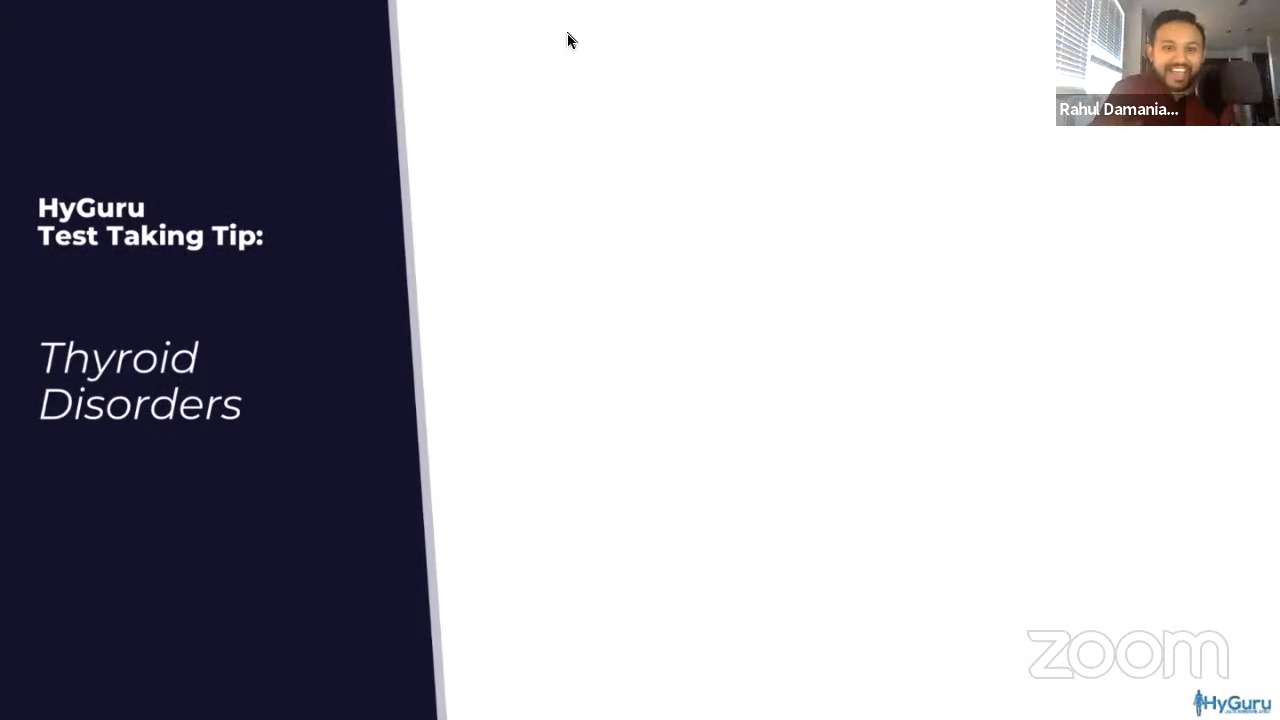 Rahul Damania...
HyGuru
Test Taking Tip:
Thyroid
Disorders
zoom
HyGuru